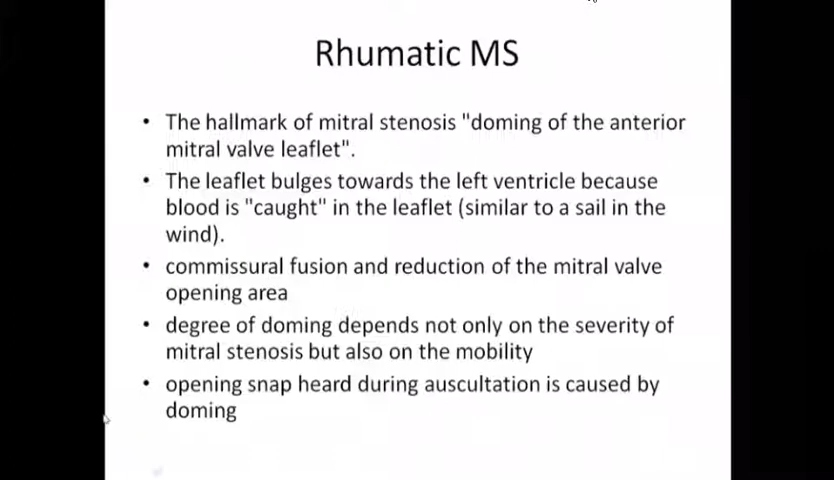 Rhumatic MS
• The hallmark of mitral stenosis "doming of the anterior
mitral valve leaflet".
• The leaflet bulges towards the left ventricle because
blood is "caught" in the leaflet (similar to a sail in the
wind).
• commissural fusion and reduction of the mitral valve
opening area
• degree of doming depends not only on the severity of
mitral stenosis but also on the mobility
• opening snap heard during auscultation is caused by
doming